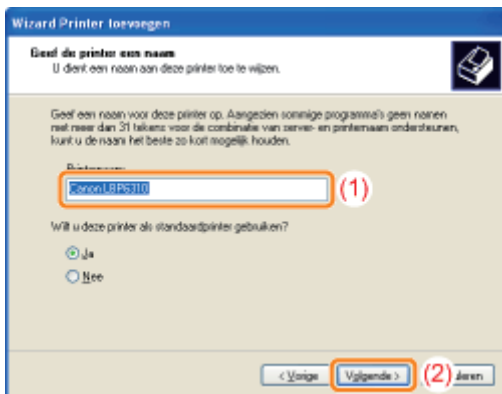 Wizard Printer toevoegen
Geef de printer een naam
U dient een naam aan deze printer toe te wijzen.
Geef een naam voor deze printer op. Aangezien sommige programma's geen namen
met meer dan 31 tekens voor de combinatie van server- en printernaam ondersteunen,
kunt u de naam het beste zo kort mogelijk houden.
Canon LBP6310 (1)
Wilt u deze printer als standaardprinter gebruiken?
Ja
Nee
< Vorige Volgende > (2)